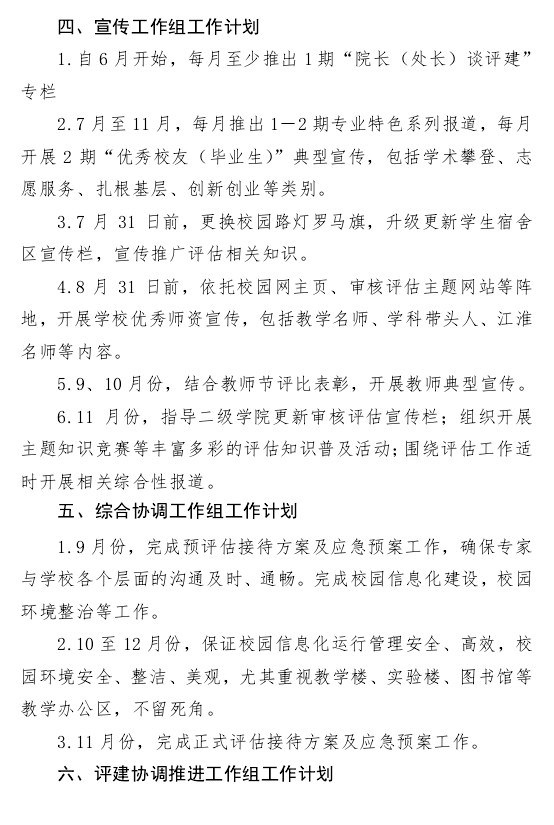 四、宣传工作组工作计划
1.自6月开始，每月至少推出1期“院长（处长）谈评建”
专栏
2.7月至11月，每月推出1－2期专业特色系列报道，每月
开展2期“优秀校友（毕业生）”典型宣传，包括学术攀登、志
愿服务、扎根基层、创新创业等类别。
3.7月31日前，更换校园路灯罗马旗，升级更新学生宿舍
区宣传栏，宣传推广评估相关知识。
4.8月31日前，依托校园网主页、审核评估主题网站等阵
地，开展学校优秀师资宣传，包括教学名师、学科带头人、江淮
名师等内容。
5.9、10月份，结合教师节评比表彰，开展教师典型宣传。
6.11月份，指导二级学院更新审核评估宣传栏；组织开展
主题知识竞赛等丰富多彩的评估知识普及活动；围绕评估工作适
时开展相关综合性报道。
五、综合协调工作组工作计划
1.9月份，完成预评估接待方案及应急预案工作，确保专家
与学校各个层面的沟通及时、通畅。完成校园信息化建设，校园
环境整治等工作。
2.10至12月份，保证校园信息化运行管理安全、高效，校
园环境安全、整洁、美观，尤其重视教学楼、实验楼、图书馆等
教学办公区，不留死角。
3.11月份，完成正式评估接待方案及应急预案工作。
六、评建协调推进工作组工作计划